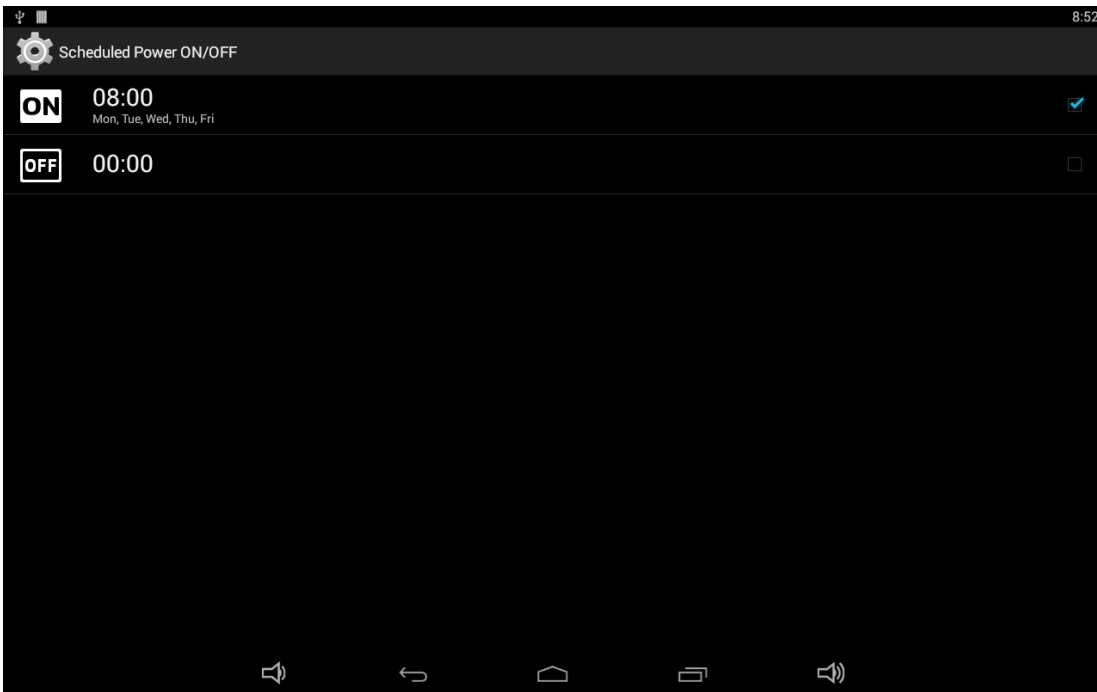 8:52
Scheduled Power ON/OFF
ON
08:00
Mon, Tue, Wed, Thu, Fri
OFF
00:00